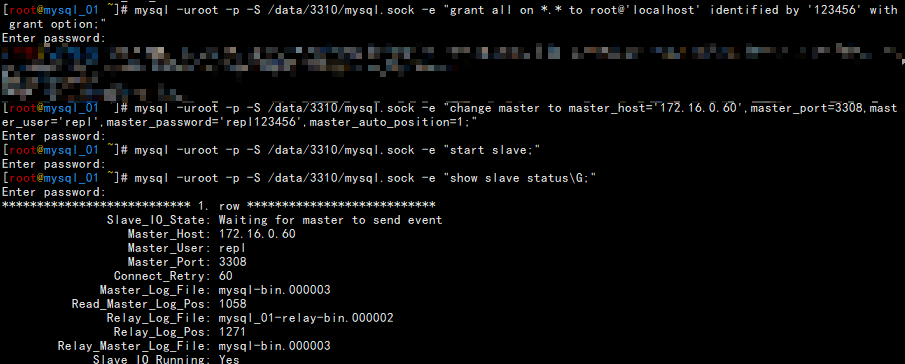 [root@mysql_01 ~]# mysql -uroot -p -S /data/3310/mysql.sock -e "grant all on *.* to root@'localhost' identified by '123456' with
grant option;"
Enter password:
[root@mysql_01 ~]# mysql -uroot -p -S /data/3310/mysql.sock -e "change master to master_host='172.16.0.60',master_port=3308,mas
er_user='repl',master_password='repl123456',master_auto_position=1;"
Enter password:
[root@mysql_01 ~]# mysql -uroot -p -S /data/3310/mysql.sock -e "start slave;"
Enter password:
[root@mysql_01 ~]# mysql -uroot -p -S /data/3310/mysql.sock -e "show slave status\G;"
Enter password:
*************************** 1. row ***************************
Slave_IO_State: Waiting for master to send event
Master_Host: 172.16.0.60
Master_User: repl
Master_Port: 3308
Connect_Retry: 60
Master_Log_File: mysql-bin.000003
Read_Master_Log_Pos: 1058
Relay_Log_File: mysql_01-relay-bin.000002
Relay_Log_Pos: 1271
Relay_Master_Log_File: mysql-bin.000003
Slave_IO_Running: Yes